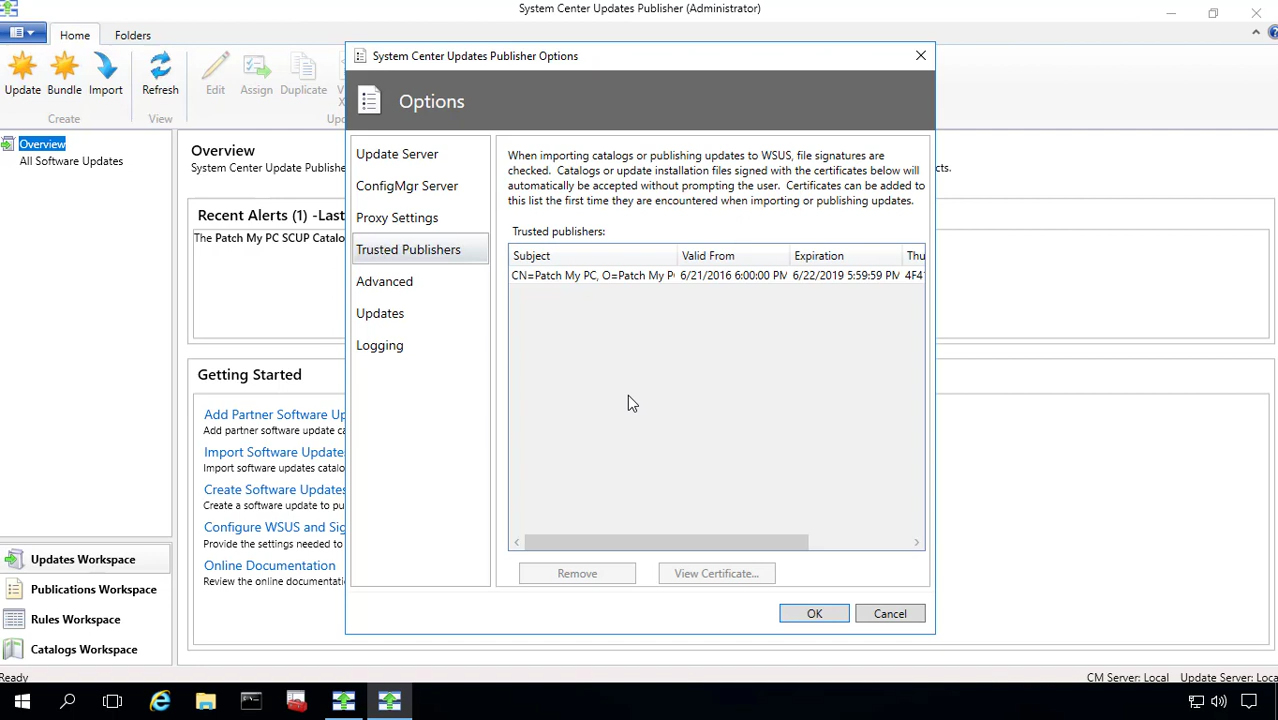 System Center Updates Publisher (Administrator)
Home
Folders
Update
Bundle
Import
Refresh
Edit
Assign
Duplicate
Create
View
System Center Updates Publisher Options
Options
Overview
All Software Updates
Overview
System Center Update Publisher
Recent Alerts (1) -Last
The Patch My PC SCUP Catalo
Getting Started
Add Partner Software Up
Add partner software update ca
Import Software Update
Import software updates catalo
Create Software Updates
Create a software update to pu
Configure WSUS and Sig
Provide the settings needed to
Online Documentation
Review the online documentati
Update Server
ConfigMgr Server
Proxy Settings
Trusted Publishers
Advanced
Updates
Logging
When importing catalogs or publishing updates to WSUS, file signatures are
checked. Catalogs or update installation files signed with the certificates below will
automatically be accepted without prompting the user. Certificates can be added to
this list the first time they are encountered when importing or publishing updates.
Trusted publishers:
Subject Valid From Expiration Thu
CN=Patch My PC, O=Patch My P 6/21/2016 6:00:00 PM 6/22/2019 5:59:59 PM 4F4
Remove
View Certificate...
OK
Cancel
Updates Workspace
Publications Workspace
Rules Workspace
Catalogs Workspace
Ready
CM Server: Local
Update Server: Loca